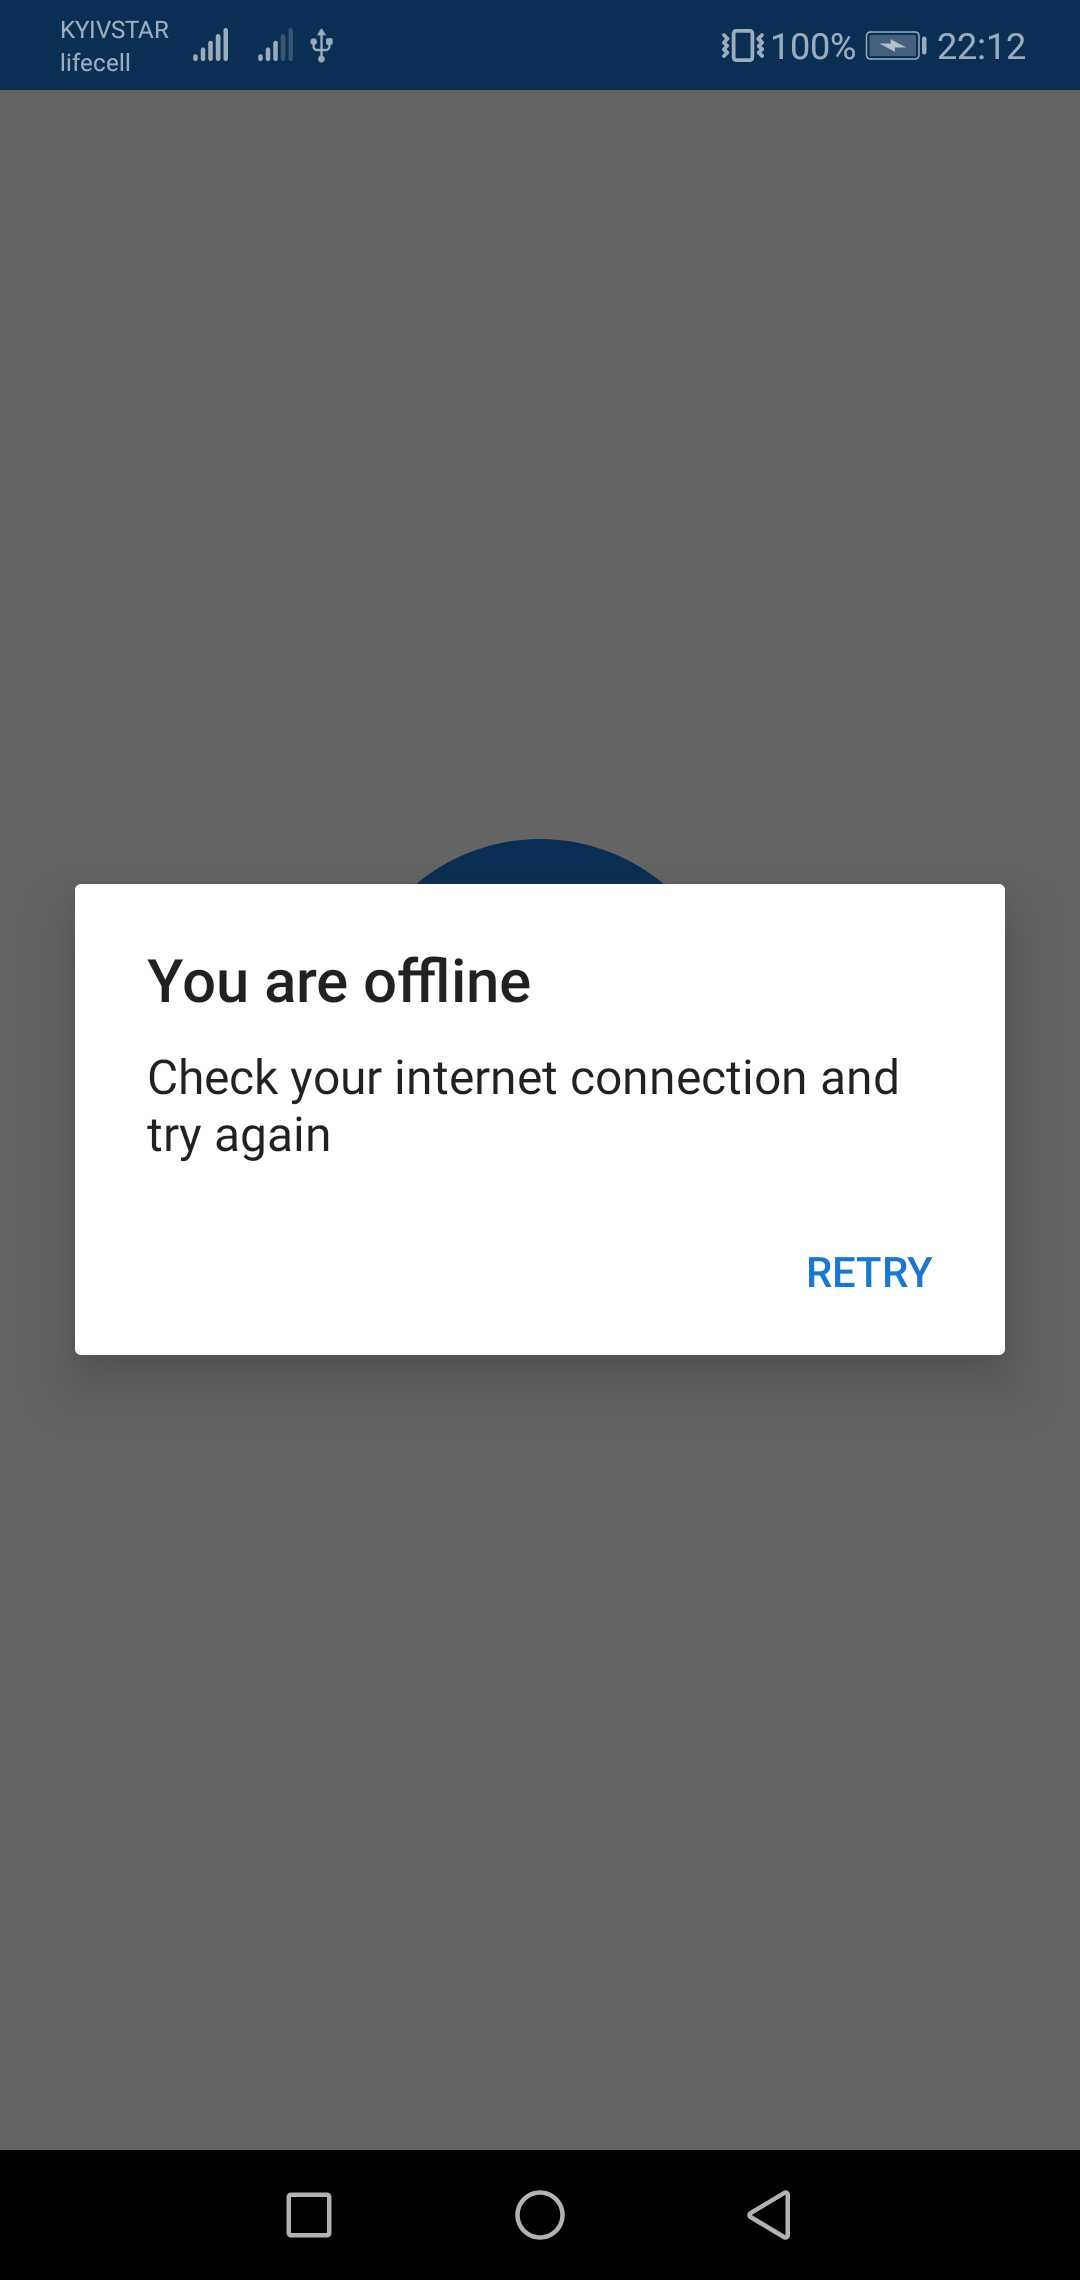 KYIVSTAR
lifecell
100%
22:12
You are offline
Check your internet connection and
try again
RETRY